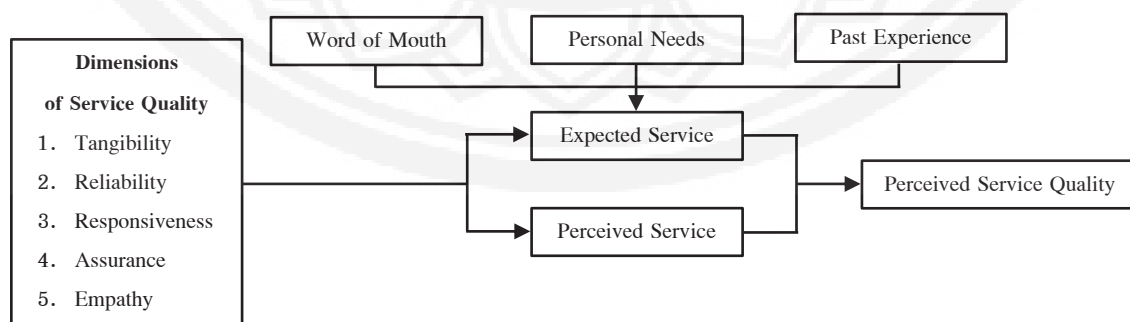 Word of Mouth
Personal Needs
Past Experience
Dimensions
of Service Quality
1. Tangibility
2. Reliability
3. Responsiveness
4. Assurance
5. Empathy
Expected Service
Perceived Service
Perceived Service Quality